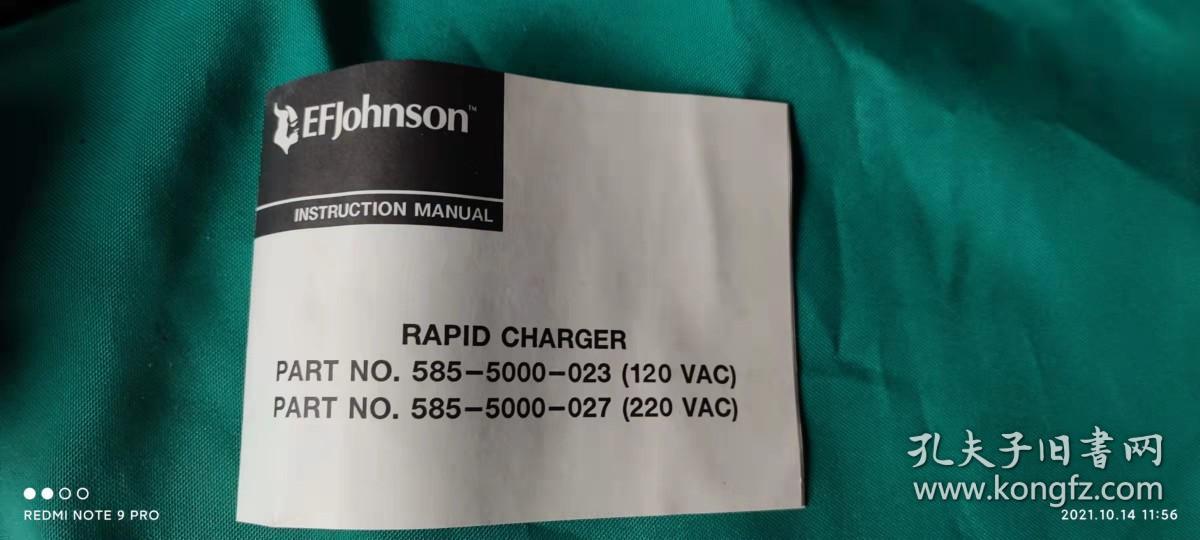 EFJohnson™
INSTRUCTION MANUAL
RAPID CHARGER
PART NO. 585-5000-023 (120 VAC)
PART NO. 585-5000-027 (220 VAC)
孔夫子旧書网
www.kongfz.com
REDMI NOTE 9 PRO
2021.10.14 11:56